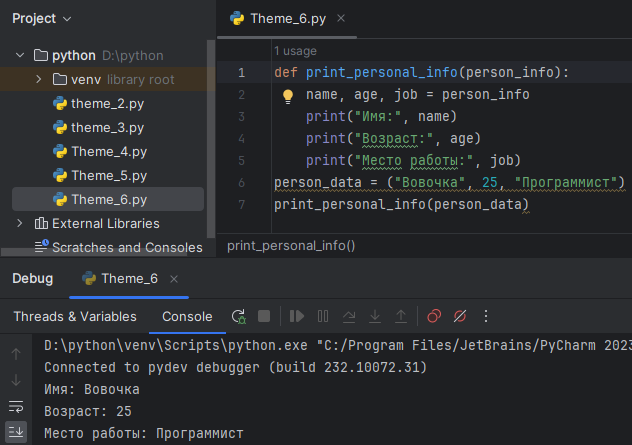 Project
Theme_6.py
python D:\python
venv library root
theme_2.py
theme_3.py
Theme_4.py
Theme_5.py
Theme_6.py
External Libraries
Scratches and Consoles
1 usage
1 def print_personal_info(person_info):
2 name, age, job = person_info
3 print("Имя:", name)
4 print("Возраст:", age)
5 print("Место работы:", job)
6 person_data = ("Вовочка", 25, "Программист")
7 print_personal_info(person_data)
print_personal_info()
Debug Theme_6
Threads & Variables Console
D:\python\venv\Scripts\python.exe "C:/Program Files/JetBrains/PyCharm 2023
Connected to pydev debugger (build 232.10072.31)
Имя: Вовочка
Возраст: 25
Место работы: Программист